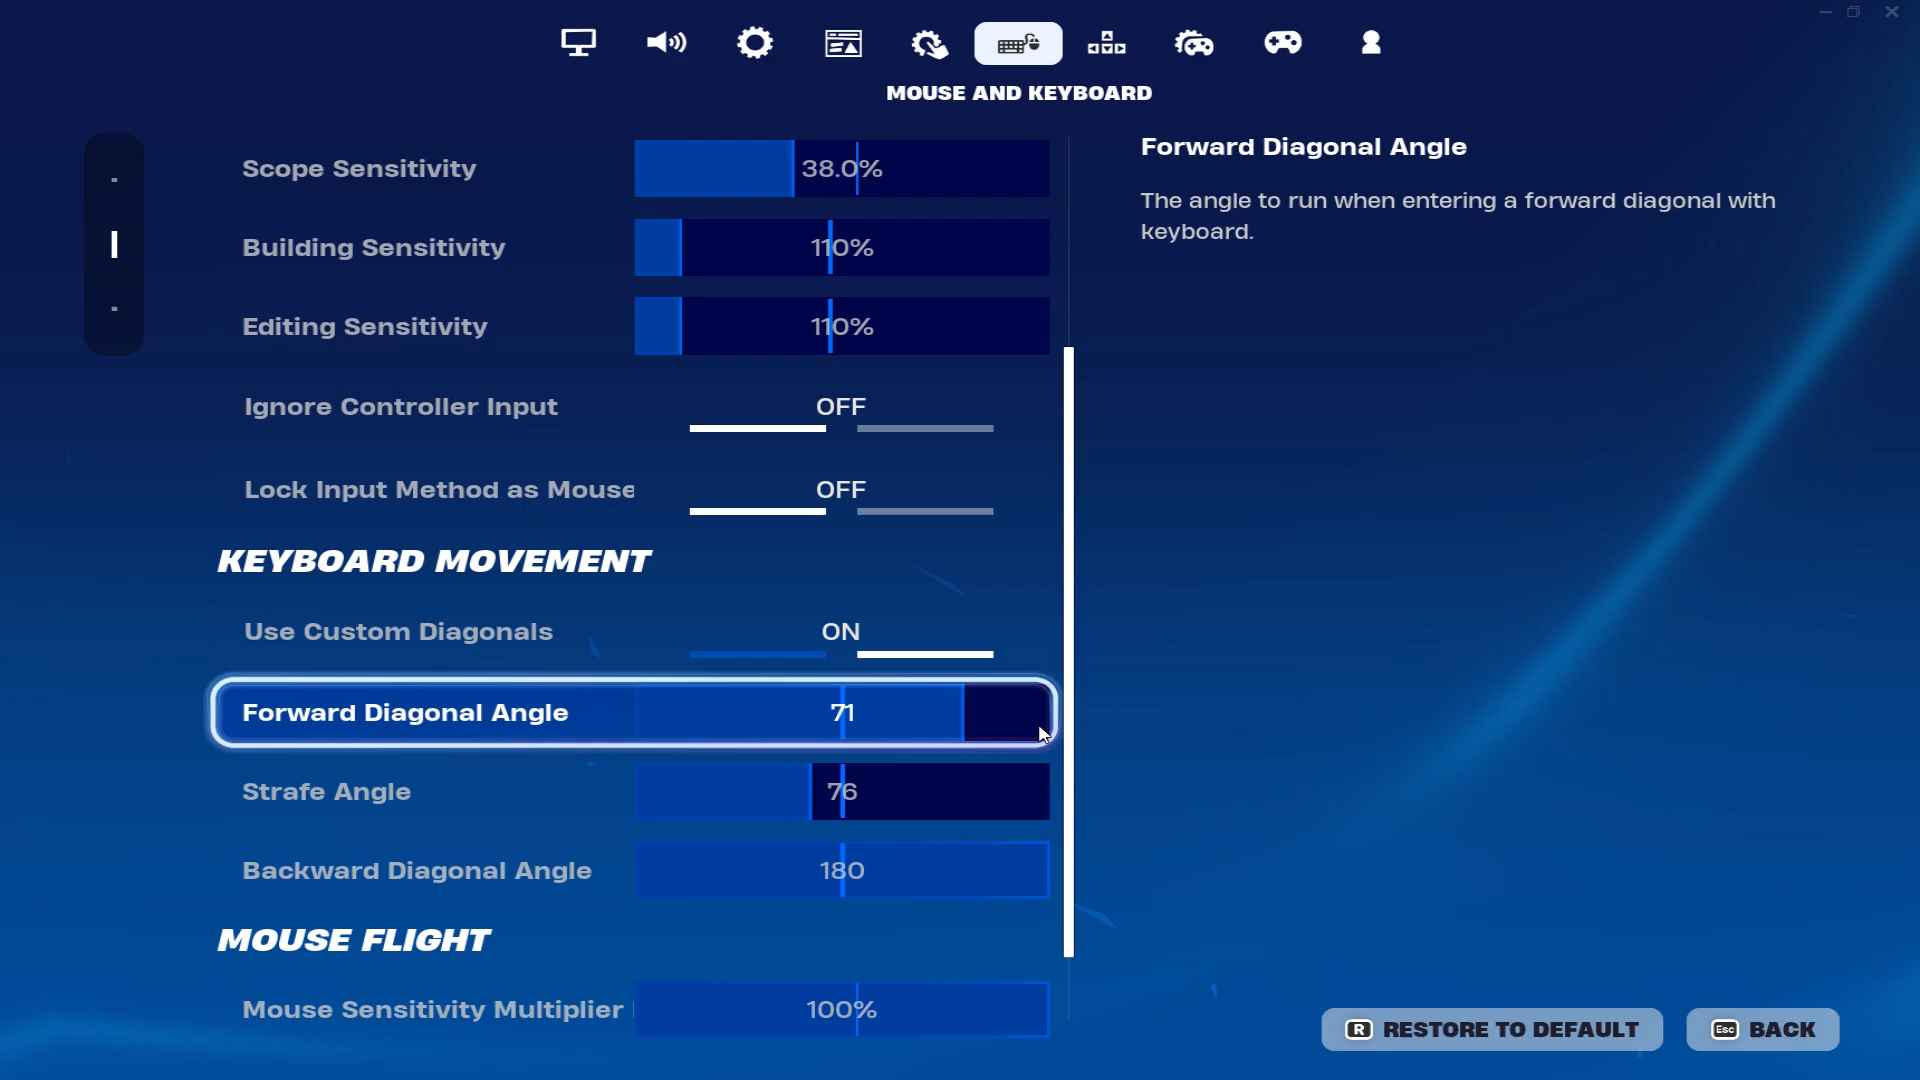 MOUSE AND KEYBOARD
Scope Sensitivity 38.0%
Building Sensitivity 110%
Editing Sensitivity 110%
Ignore Controller Input OFF
Lock Input Method as Mouse OFF
KEYBOARD MOVEMENT
Use Custom Diagonals ON
Forward Diagonal Angle 71
Strafe Angle 76
Backward Diagonal Angle 180
MOUSE FLIGHT
Mouse Sensitivity Multiplier 100%
Forward Diagonal Angle
The angle to run when entering a forward diagonal with
keyboard.
R RESTORE TO DEFAULT
Esc BACK